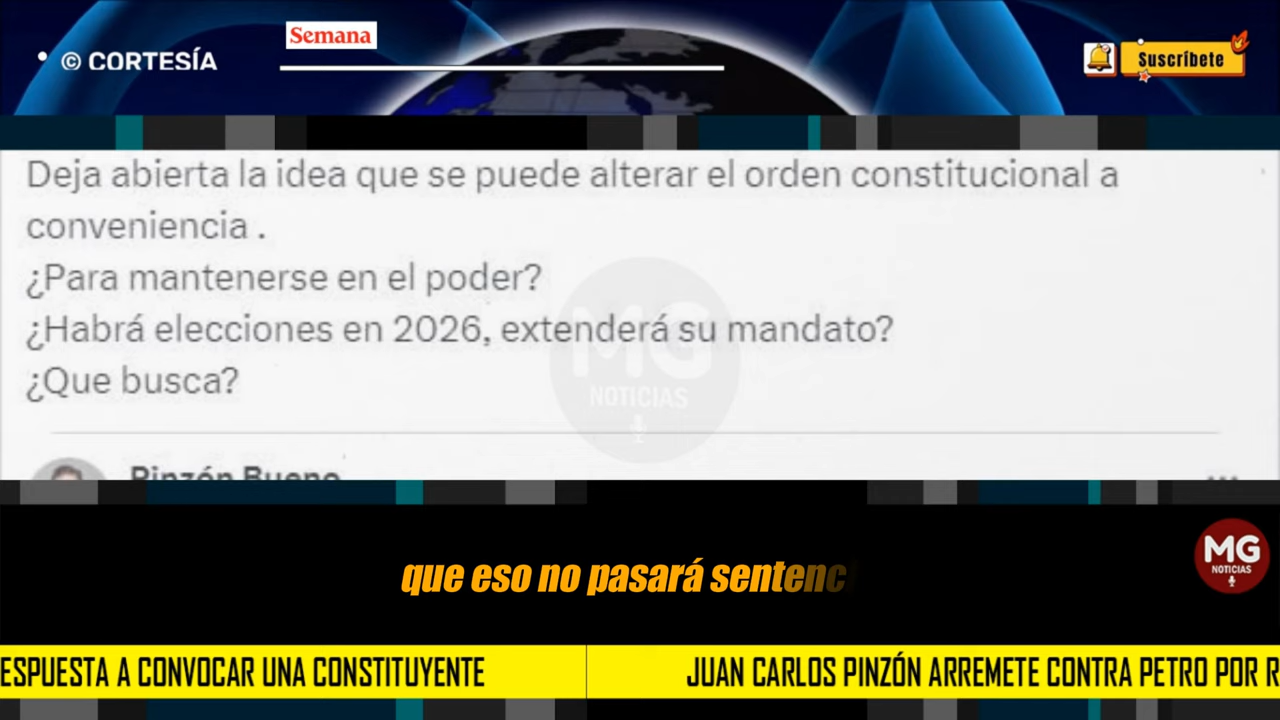 Semana
© CORTESÍA
Suscríbete
Deja abierta la idea que se puede alterar el orden constitucional a
conveniencia .
¿Para mantenerse en el poder?
¿Habrá elecciones en 2026, extenderá su mandato?
¿Que busca?
MG
NOTICIAS
Pinzón Bueno
que eso no pasará sentenc
MG
NOTICIAS
ESPUESTA A CONVOCAR UNA CONSTITUYENTE
JUAN CARLOS PINZÓN ARREMETE CONTRA PETRO POR R